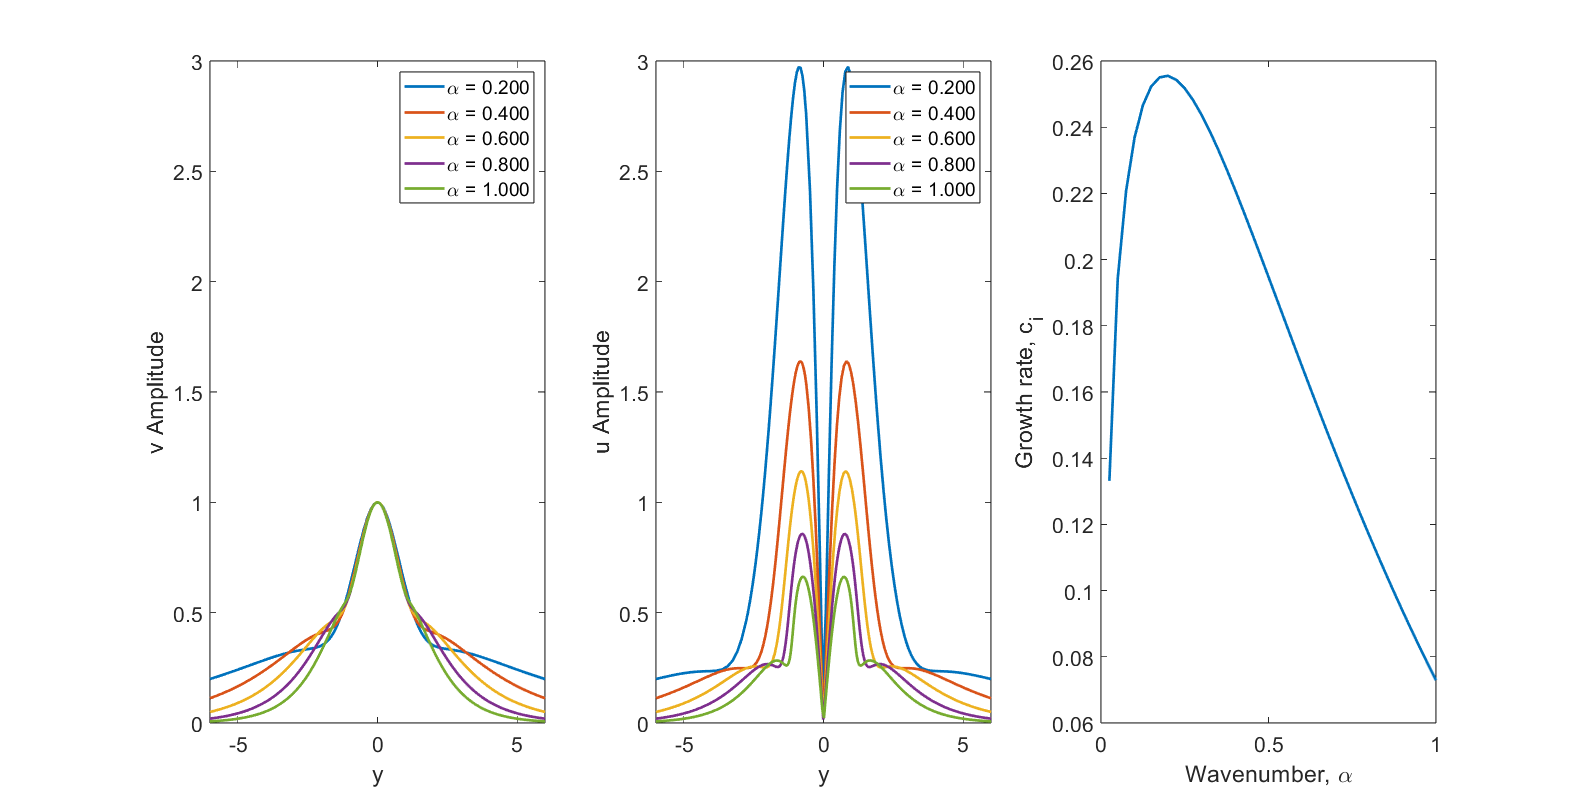 3
2.5
2
1.5
1
0.5
0
-5
0
5
y
v Amplitude
α = 0.200
α = 0.400
α = 0.600
α = 0.800
α = 1.000
3
2.5
2
1.5
1
0.5
0
-5
0
5
y
u Amplitude
α = 0.200
α = 0.400
α = 0.600
α = 0.800
α = 1.000
0.26
0.24
0.22
0.2
0.18
0.16
0.14
0.12
0.1
0.08
0.06
0
0.5
1
Wavenumber, α
Growth rate, c_i